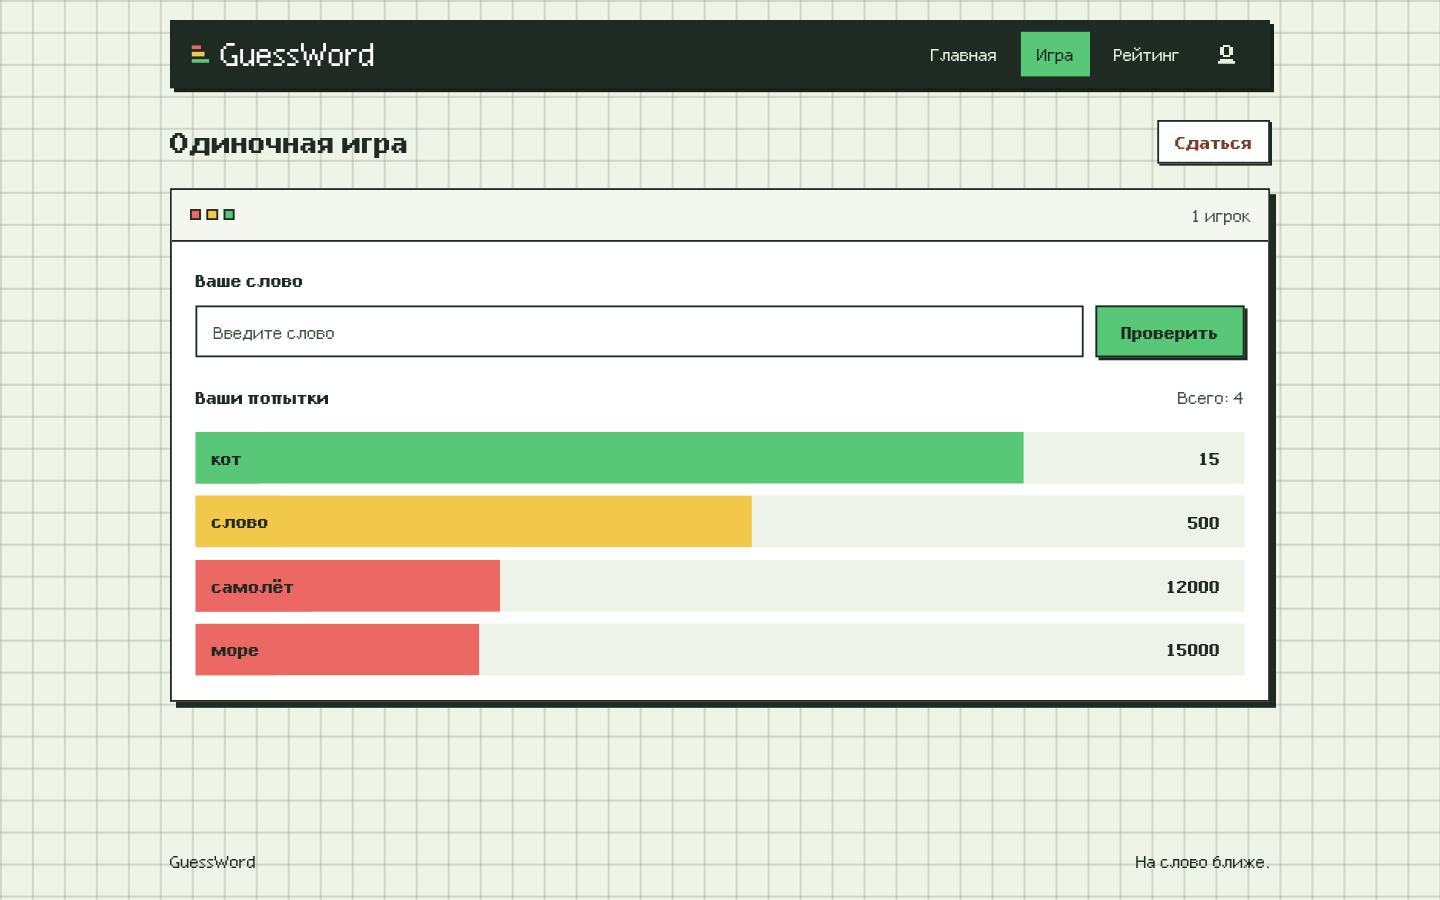 GuessWord
Главная Игра Рейтинг
Одиночная игра
Сдаться
1 игрок
Ваше слово
Введите слово
Проверить
Ваши попытки
Всего: 4
кот 15
слово 500
самолёт 12000
море 15000
GuessWord
На слово ближе.